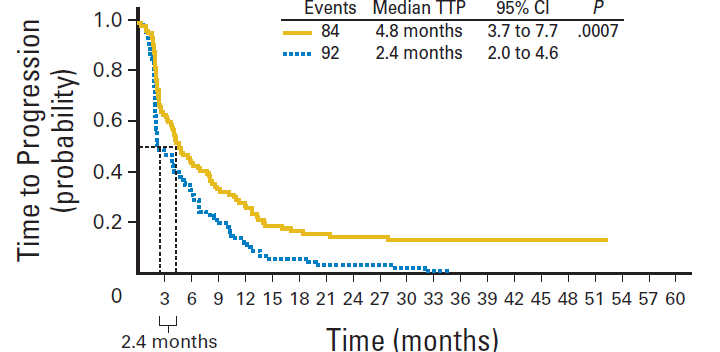 Events Median TTP 95% CI P
84 4.8 months 3.7 to 7.7 .0007
92 2.4 months 2.0 to 4.6
Time to Progression
(probability)
1.0
0.8
0.6
0.4
0.2
0 3 6 9 12 15 18 21 24 27 30 33 36 39 42 45 48 51 54 57 60
2.4 months
Time (months)